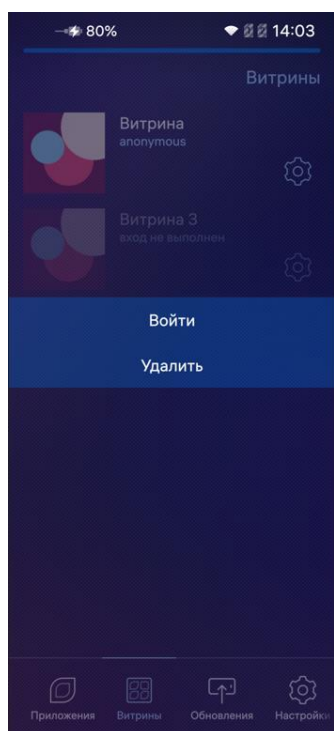 80%
14:03
Витрины
Витрина
anonymous
Витрина 3
вход не выполнен
Войти
Удалить
Приложения Витрины Обновления Настройки